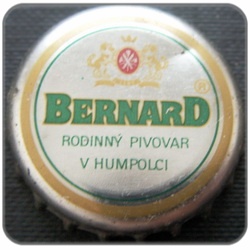 BERNARD®
RODINNÝ PIVOVAR
V HUMPOLCI